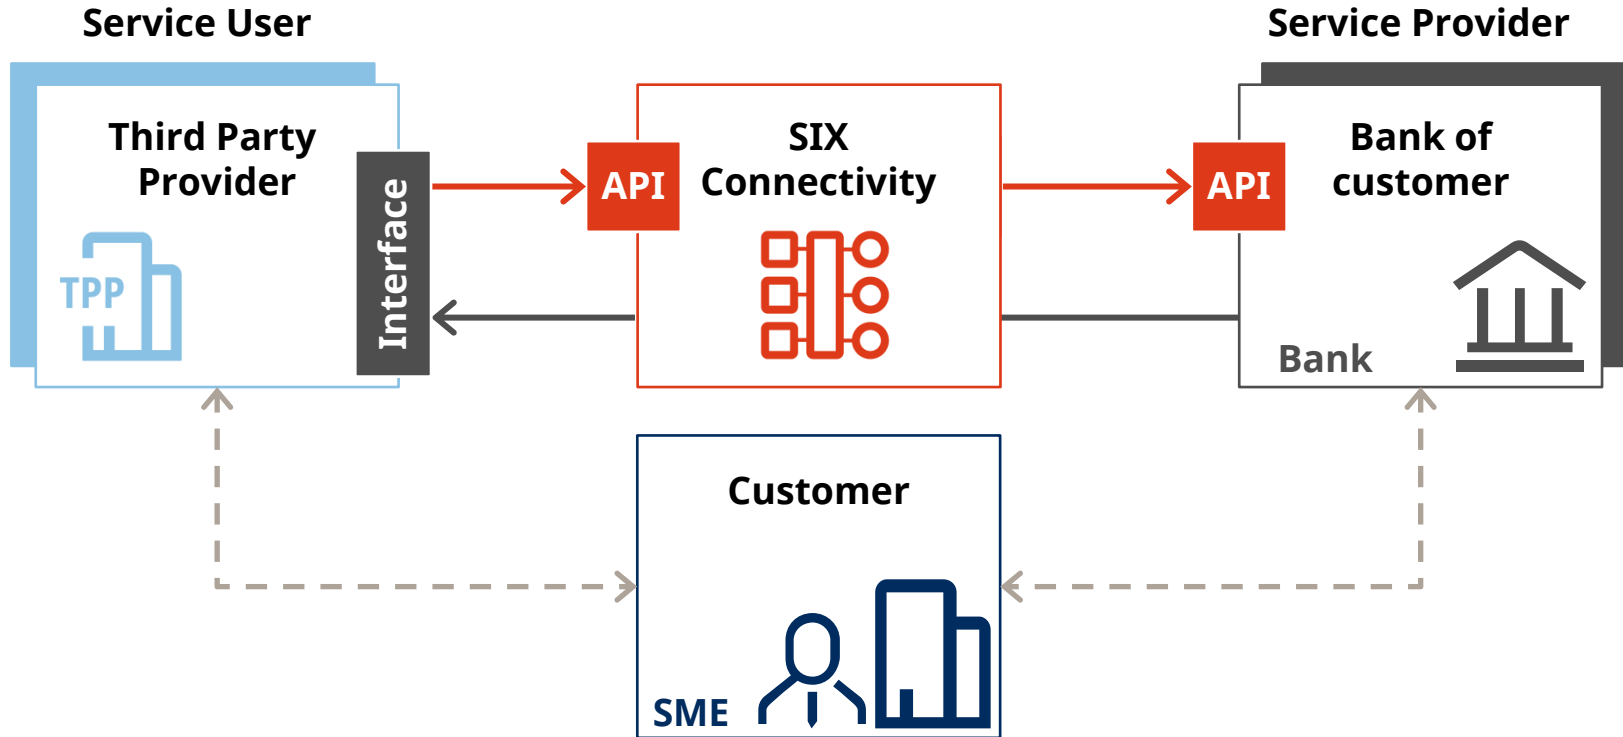 Service User
Service Provider
Third Party
Provider
TPP
Interface
API
SIX
Connectivity
API
Bank of
customer
Bank
Customer
SME